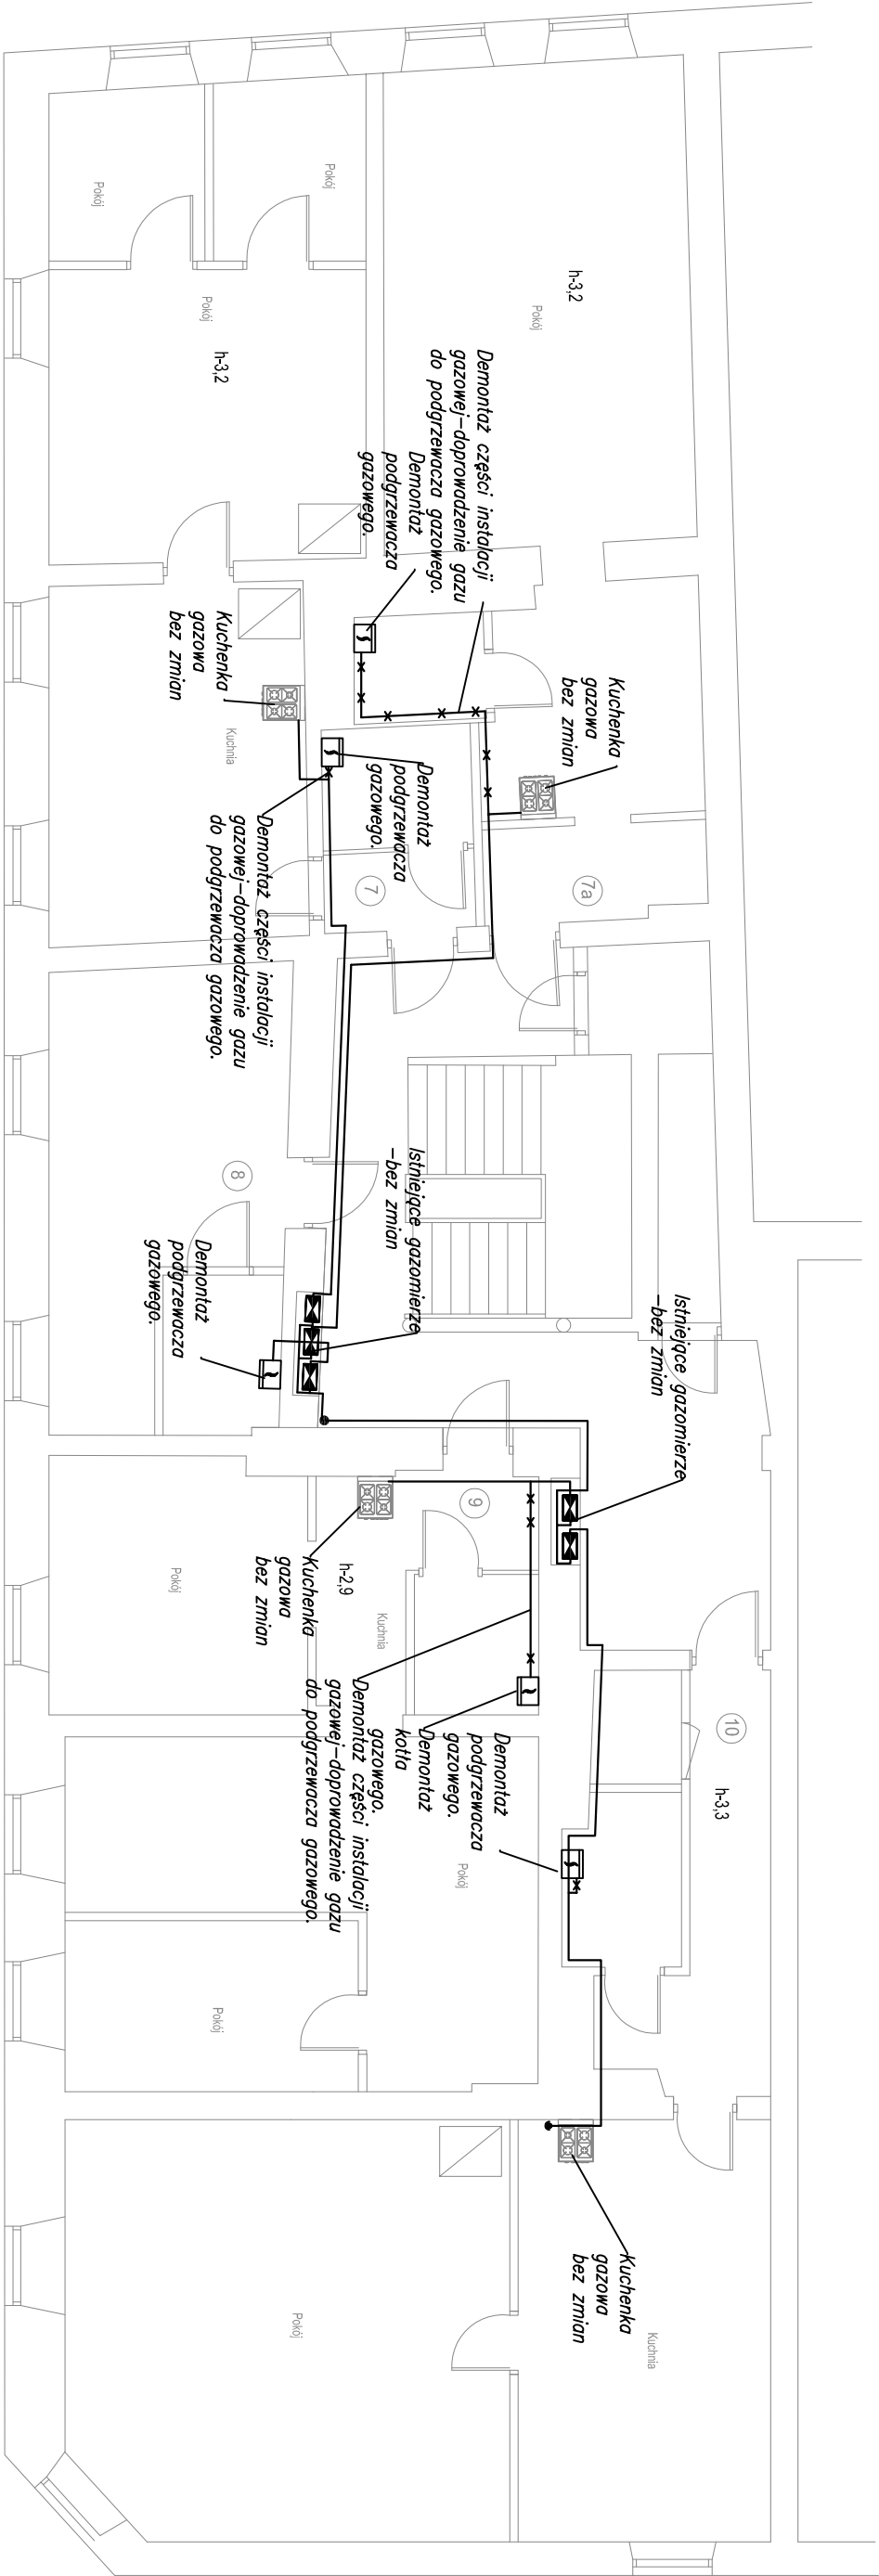 Pokój
Pokój
Pokój
h-3,2
h-3,2
Pokój
Demontaż części instalacji
gazowej-doprowadzenie gazu
do podgrzewacza gazowego.
Demontaż
podgrzewacza
gazowego.
Kuchenka
gazowa
bez zmian
Kuchenka
gazowa
bez zmian
Kuchnia
Demontaż
podgrzewacza
gazowego.
Demontaż części instalacji
gazowej-doprowadzenie gazu
do podgrzewacza gazowego.
7
7a
8
Istniejące gazomierze
-bez zmian
Demontaż
podgrzewacza
gazowego.
Istniejące gazomierze
-bez zmian
9
h-2,9
Kuchenka
gazowa
bez zmian
Pokój
Kuchnia
10
h-3,3
Demontaż
podgrzewacza
gazowego.
Demontaż
kotła
gazowego.
Demontaż części instalacji
gazowej-doprowadzenie gazu
do podgrzewacza gazowego.
Pokój
Pokój
Kuchenka
gazowa
bez zmian
Kuchnia
Pokój